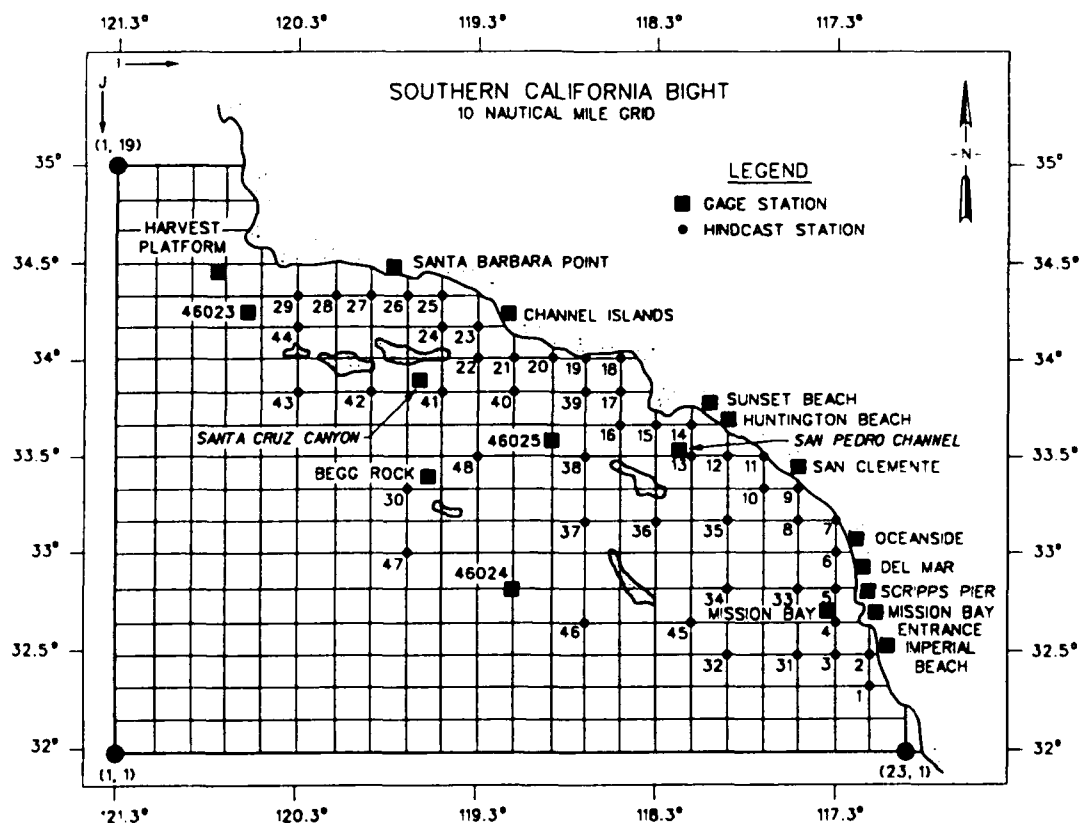 121.3° 120.3° 119.3° 118.3° 117.3°
I
J
SOUTHERN CALIFORNIA BIGHT
10 NAUTICAL MILE GRID
N
(1, 19)
35° 35°
LEGEND
GAGE STATION
HINDCAST STATION
HARVEST
PLATFORM
34.5° 34.5°
SANTA BARBARA POINT
46023
29 28 27 26 25
CHANNEL ISLANDS
44 24 23
34° 34°
22 21 20 19 18
43 42 41 40 39 17
SUNSET BEACH
HUNTINGTON BEACH
SANTA CRUZ CANYON
46025
16 15 14
SAN PEDRO CHANNEL
33.5° 33.5°
BEGG ROCK
48 38 13 12 11
SAN CLEMENTE
30 10 9
37 36 35 8 7
OCEANSIDE
33° 33°
47 6
DEL MAR
46024
34 33 5
SCRIPPS PIER
MISSION BAY
MISSION BAY
ENTRANCE
46 45 4
IMPERIAL
BEACH
32.5° 32.5°
32 31 3 2
1
32° 32°
(1, 1) (23, 1)
121.3° 120.3° 119.3° 118.3° 117.3°